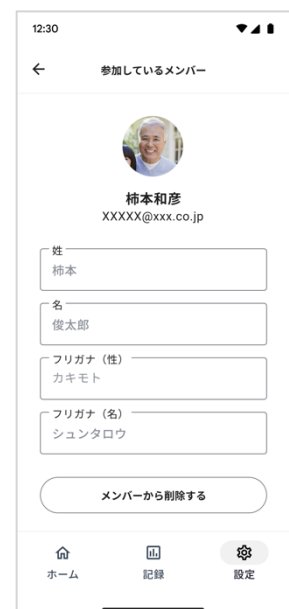 12:30
参加しているメンバー
柿本和彦
XXXXX@xxx.co.jp
姓
柿本
名
俊太郎
フリガナ（性）
カキモト
フリガナ（名）
シュンタロウ
メンバーから削除する
ホーム 記録 設定